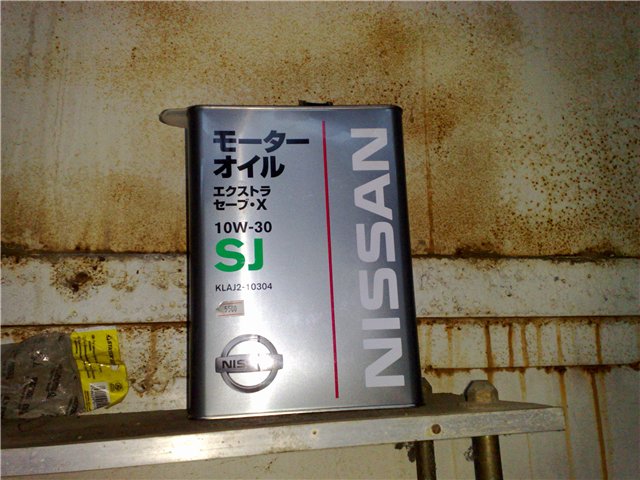 モーター
オイル
エクストラ
セーブ・X
10W-30
SJ
KLAJ2-10304
5500
NISSAN
NISSAN